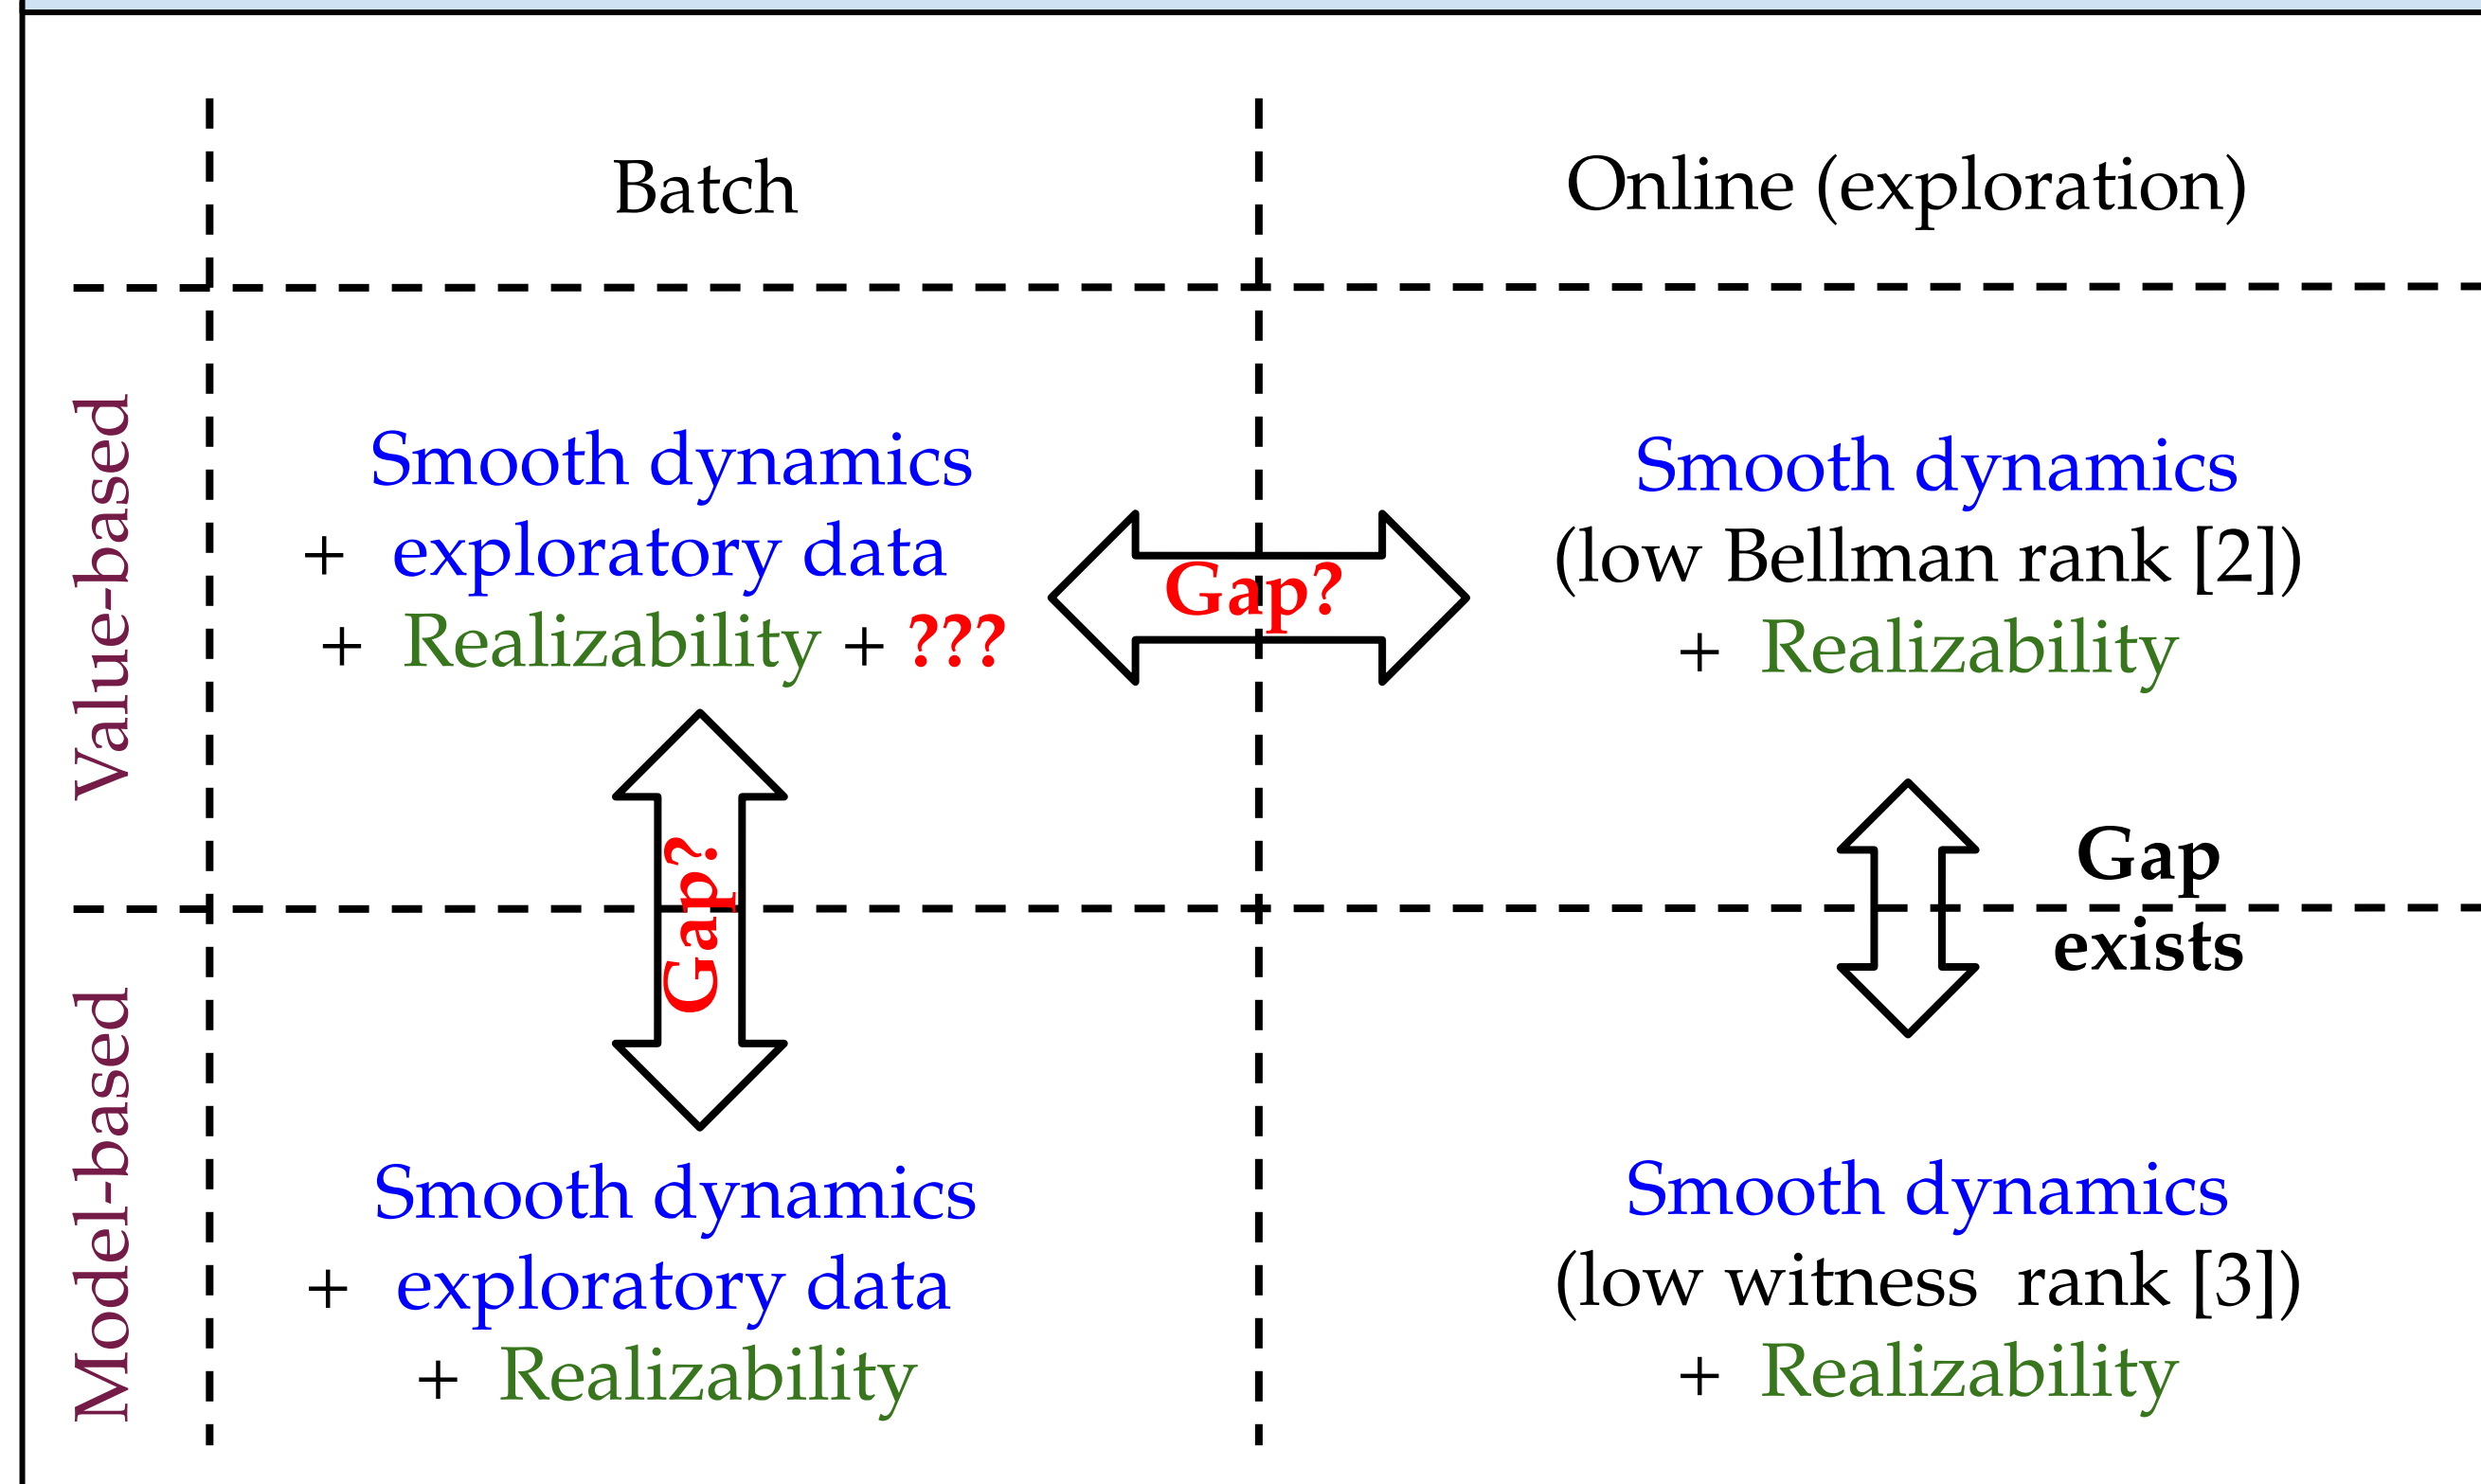 Batch
Online (exploration)
Value-based
Smooth dynamics
+ exploratory data
+ Realizability + ???
Gap?
Smooth dynamics
(low Bellman rank [2])
+ Realizability
Gap?
Gap
exists
Model-based
Smooth dynamics
+ exploratory data
+ Realizability
Smooth dynamics
(low witness rank [3])
+ Realizability